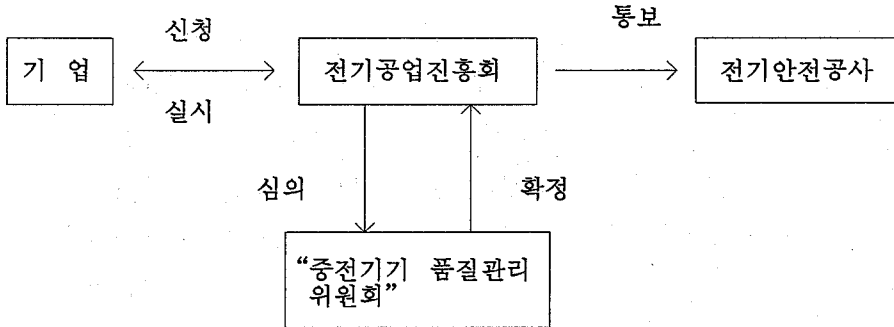 통보
신청
기 업
전기공업진흥회
전기안전공사
실시
심의
확정
“중전기기 품질관리
위원회”